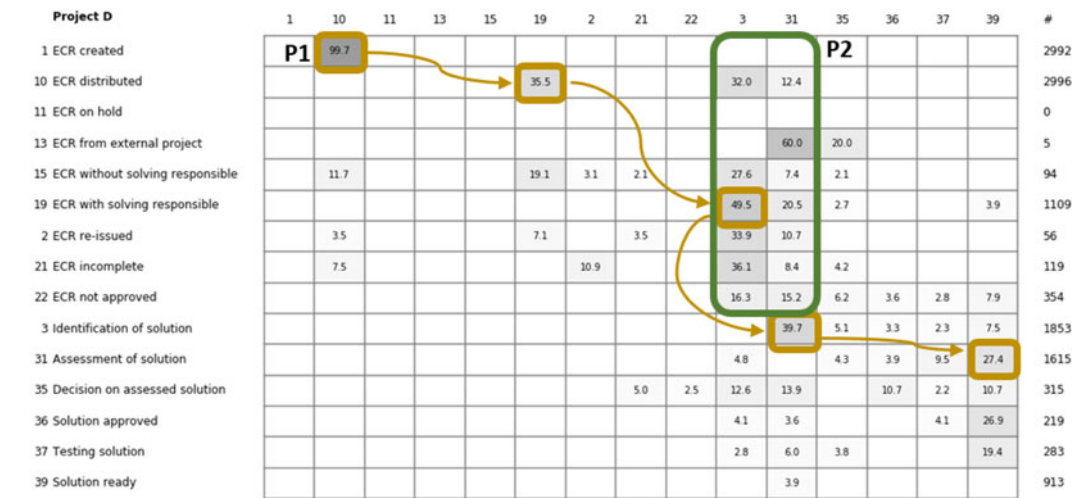 Project D 1 10 11 13 15 19 2 21 22 3 31 35 36 37 39 #
1 ECR created P1 99.7 P2 2992
10 ECR distributed 35.5 32.0 12.4 2996
11 ECR on hold 0
13 ECR from external project 60.0 20.0 5
15 ECR without solving responsible 11.7 19.1 3.1 2.1 27.6 7.4 2.1 94
19 ECR with solving responsible 49.5 20.5 2.7 3.9 1109
2 ECR re-issued 3.5 7.1 3.5 33.9 10.7 56
21 ECR incomplete 7.5 10.9 36.1 8.4 4.2 119
22 ECR not approved 16.3 15.2 6.2 3.6 2.8 7.9 354
3 Identification of solution 39.7 5.1 3.3 2.3 7.5 1853
31 Assessment of solution 4.8 4.3 3.9 9.5 27.4 1615
35 Decision on assessed solution 5.0 2.5 12.6 13.9 10.7 2.2 10.7 315
36 Solution approved 4.1 3.6 4.1 26.9 219
37 Testing solution 2.8 6.0 3.8 19.4 283
39 Solution ready 3.9 913